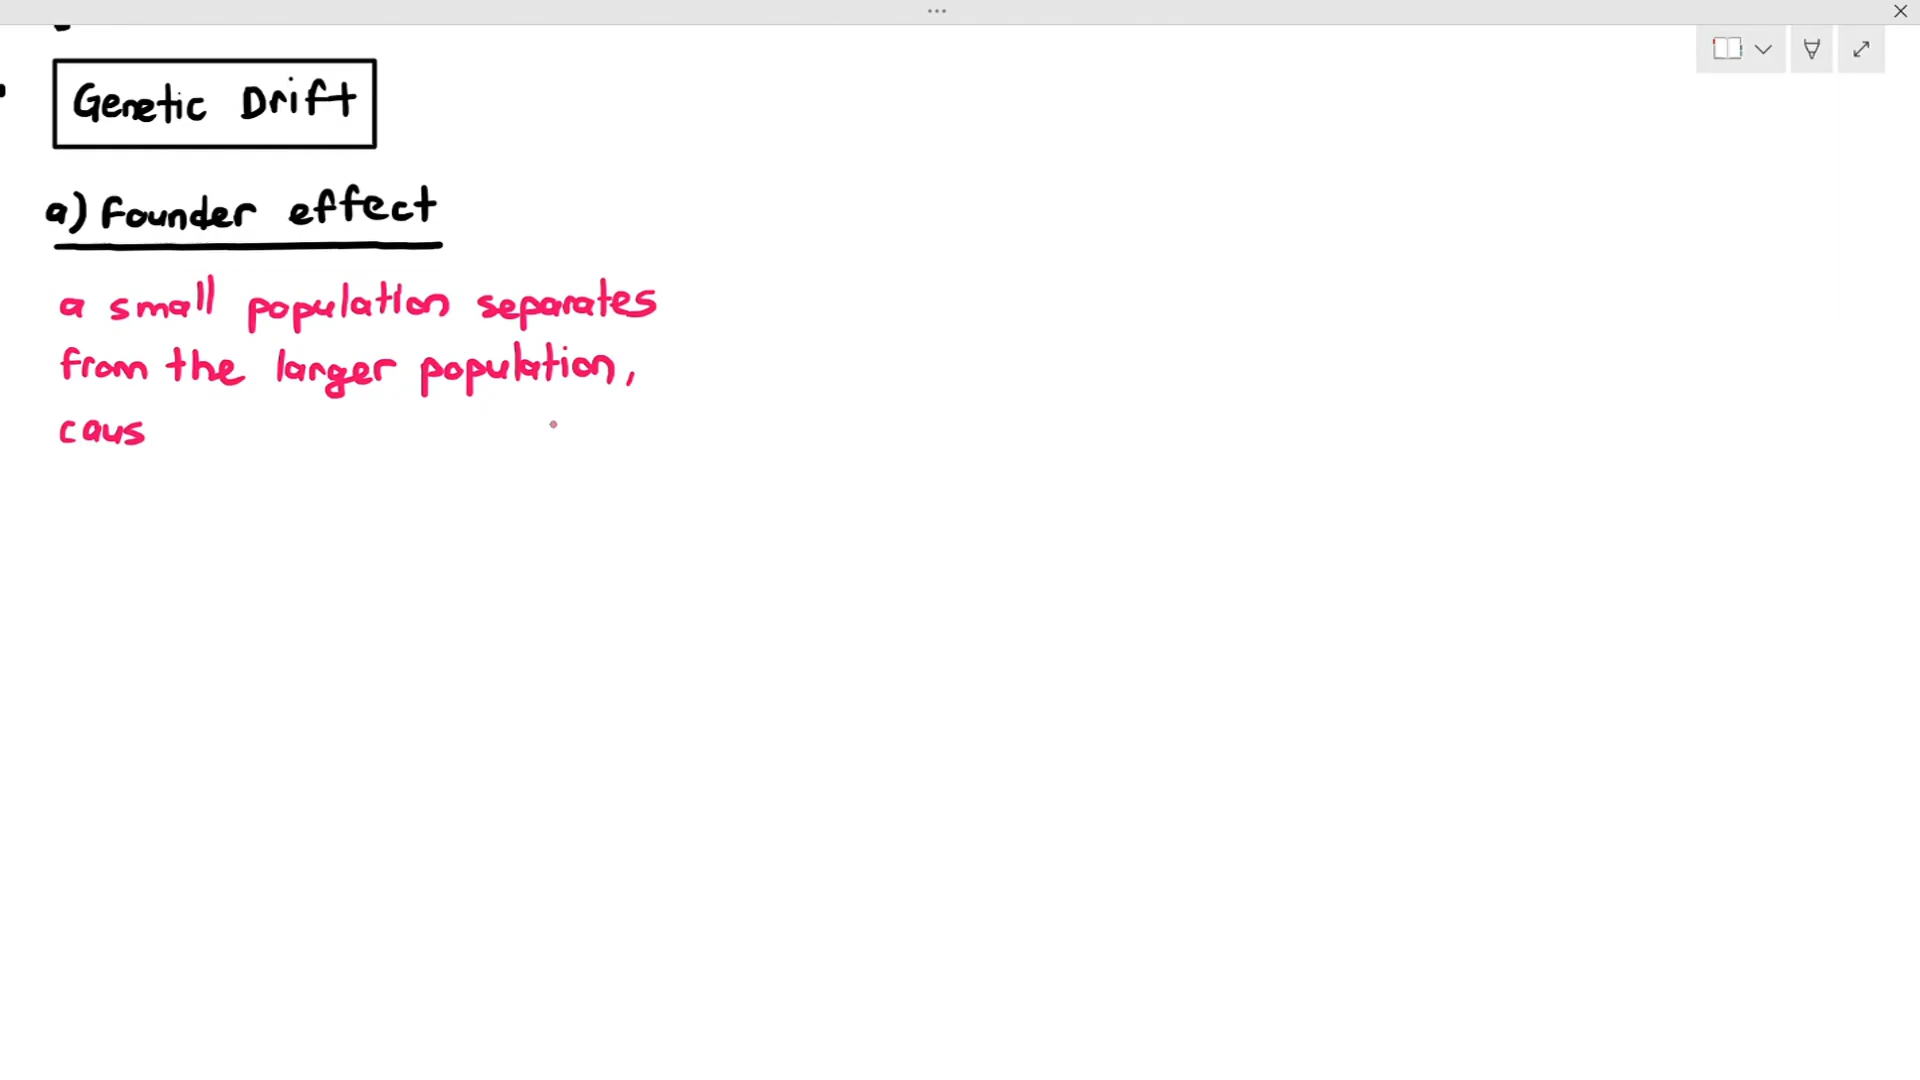 Genetic Drift
a) Founder effect
a small population separates
from the larger population,
caus